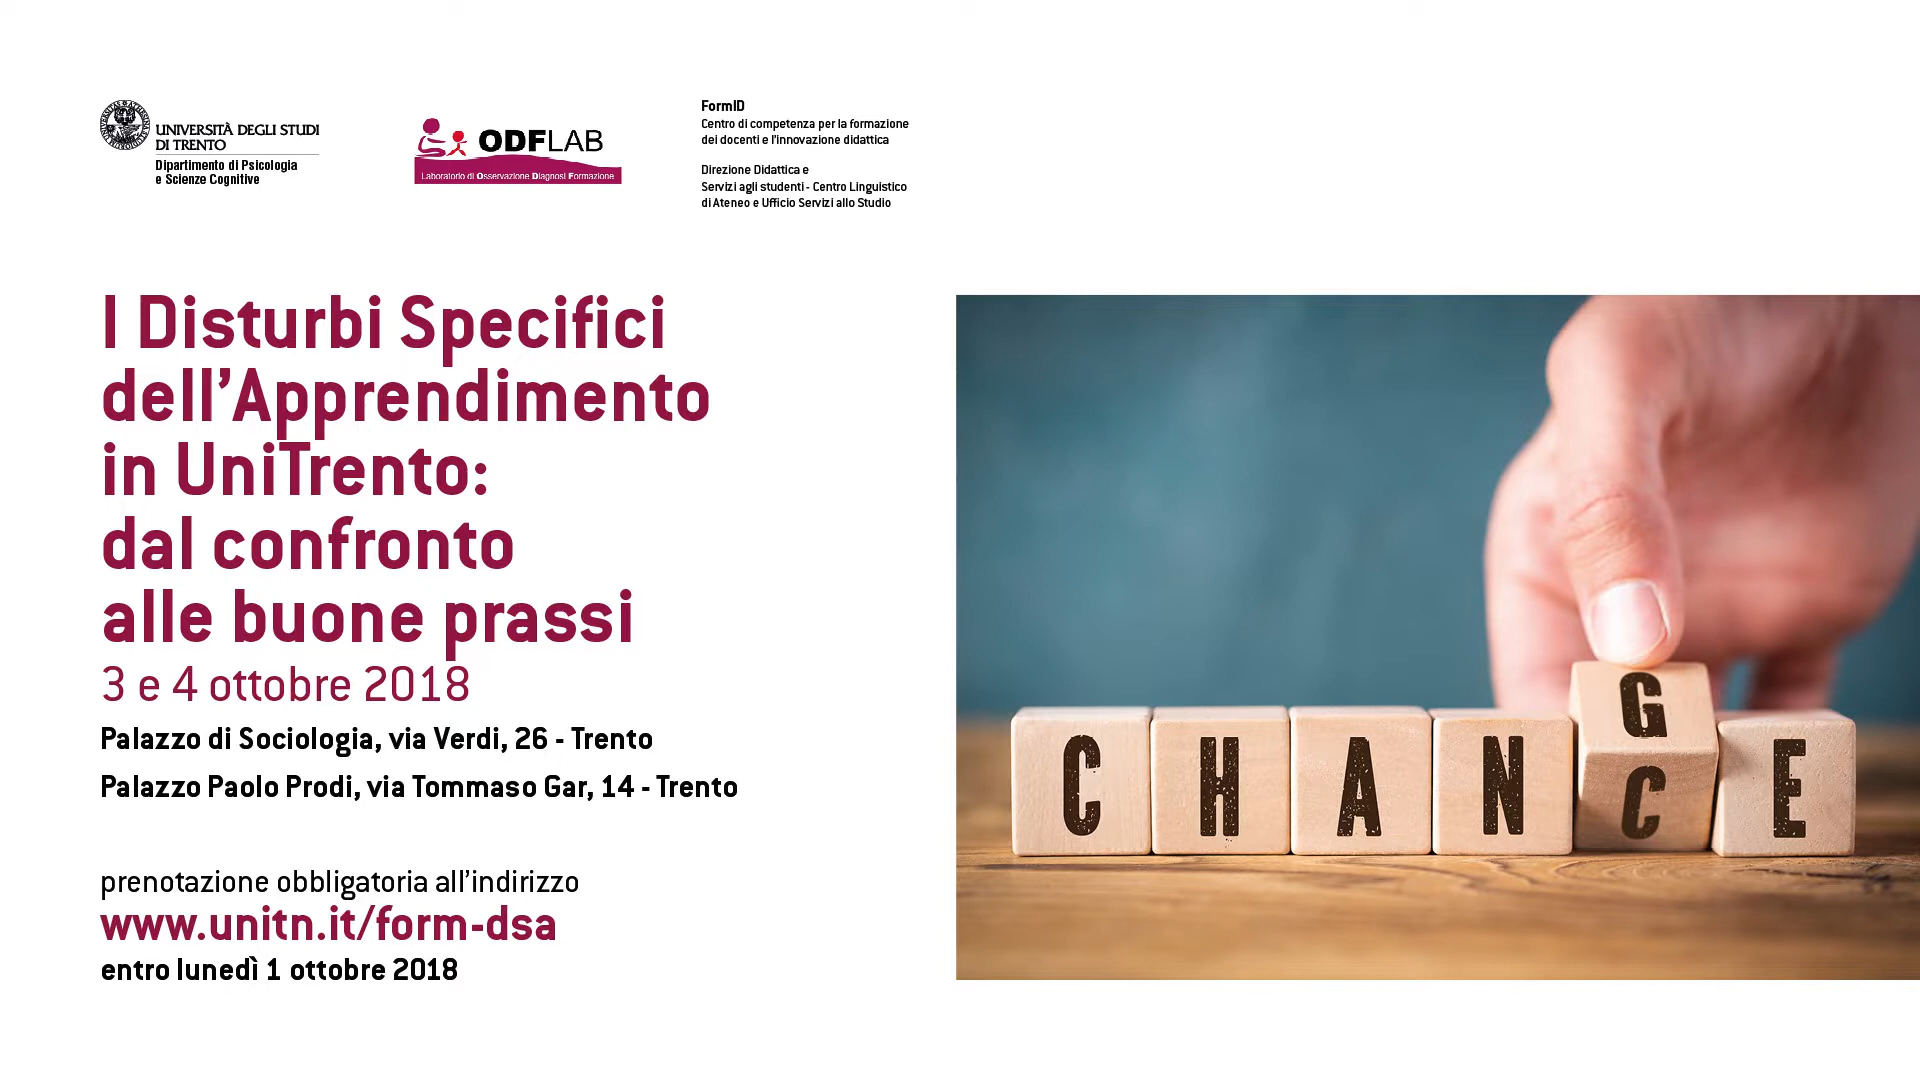 UNIVERSITÀ DEGLI STUDI
DI TRENTO
Dipartimento di Psicologia
e Scienze Cognitive
ODFLAB
Laboratorio di Osservazione Diagnosi Formazione
FormID
Centro di competenza per la formazione
dei docenti e l'innovazione didattica
Direzione Didattica e
Servizi agli studenti - Centro Linguistico
di Ateneo e Ufficio Servizi allo Studio
I Disturbi Specifici
dell’Apprendimento
in UniTrento:
dal confronto
alle buone prassi
3 e 4 ottobre 2018
Palazzo di Sociologia, via Verdi, 26 - Trento
Palazzo Paolo Prodi, via Tommaso Gar, 14 - Trento
prenotazione obbligatoria all’indirizzo
www.unitn.it/form-dsa
entro lunedì 1 ottobre 2018
G
C H A N C E